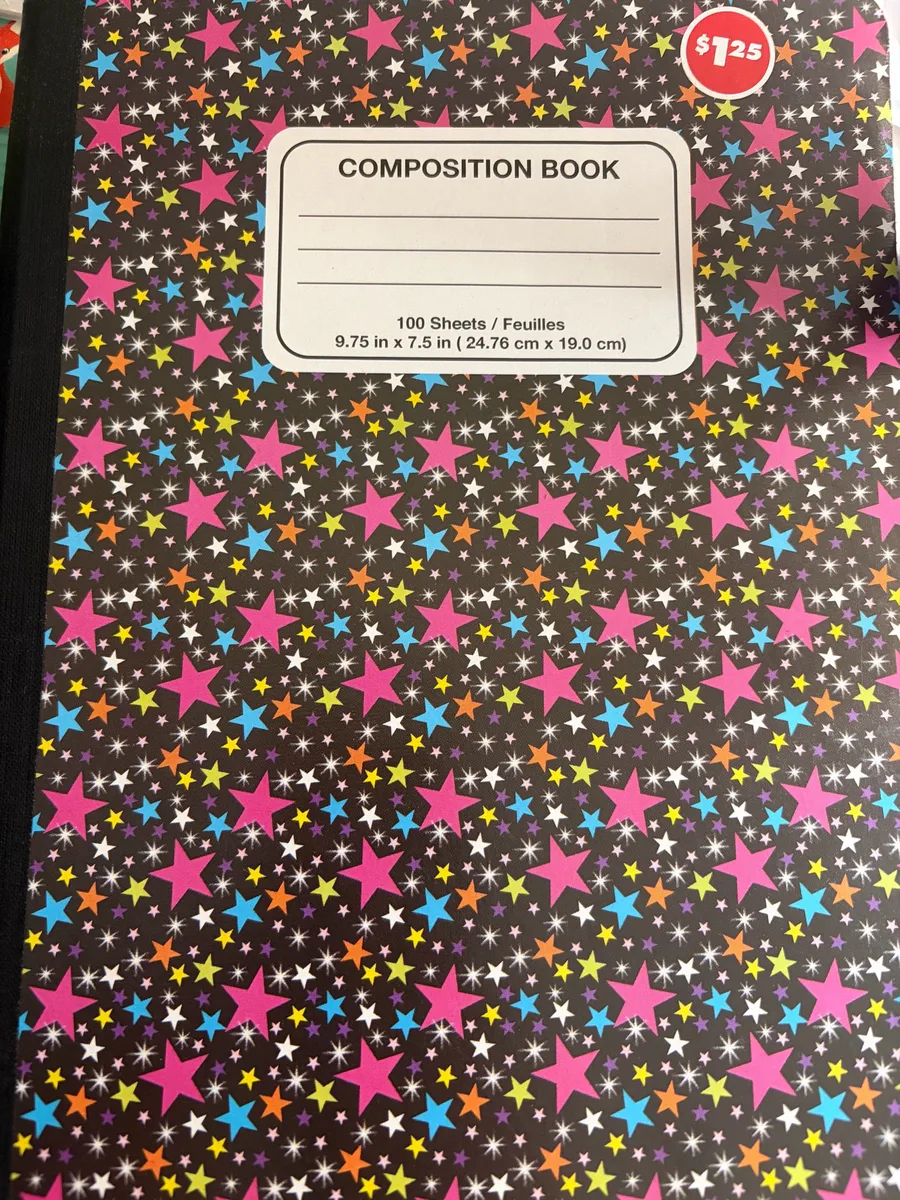 $1.25
COMPOSITION BOOK
100 Sheets / Feuilles
9.75 in x 7.5 in ( 24.76 cm x 19.0 cm)